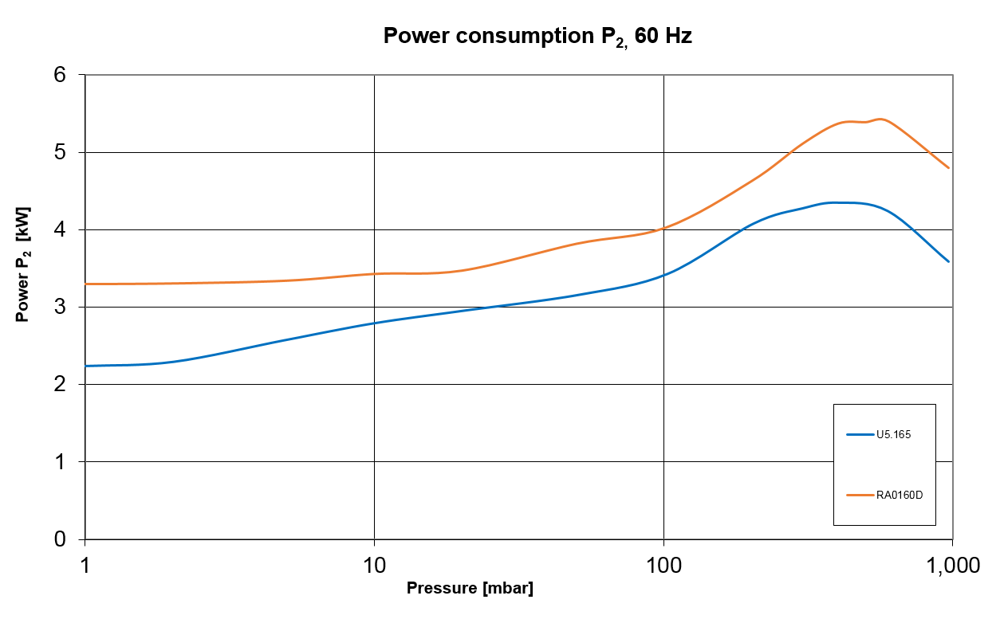 Power consumption P2, 60 Hz
6
5
4
3
2
1
0
Power P2 [kW]
U5.165
RA0160D
1
10
100
1,000
Pressure [mbar]